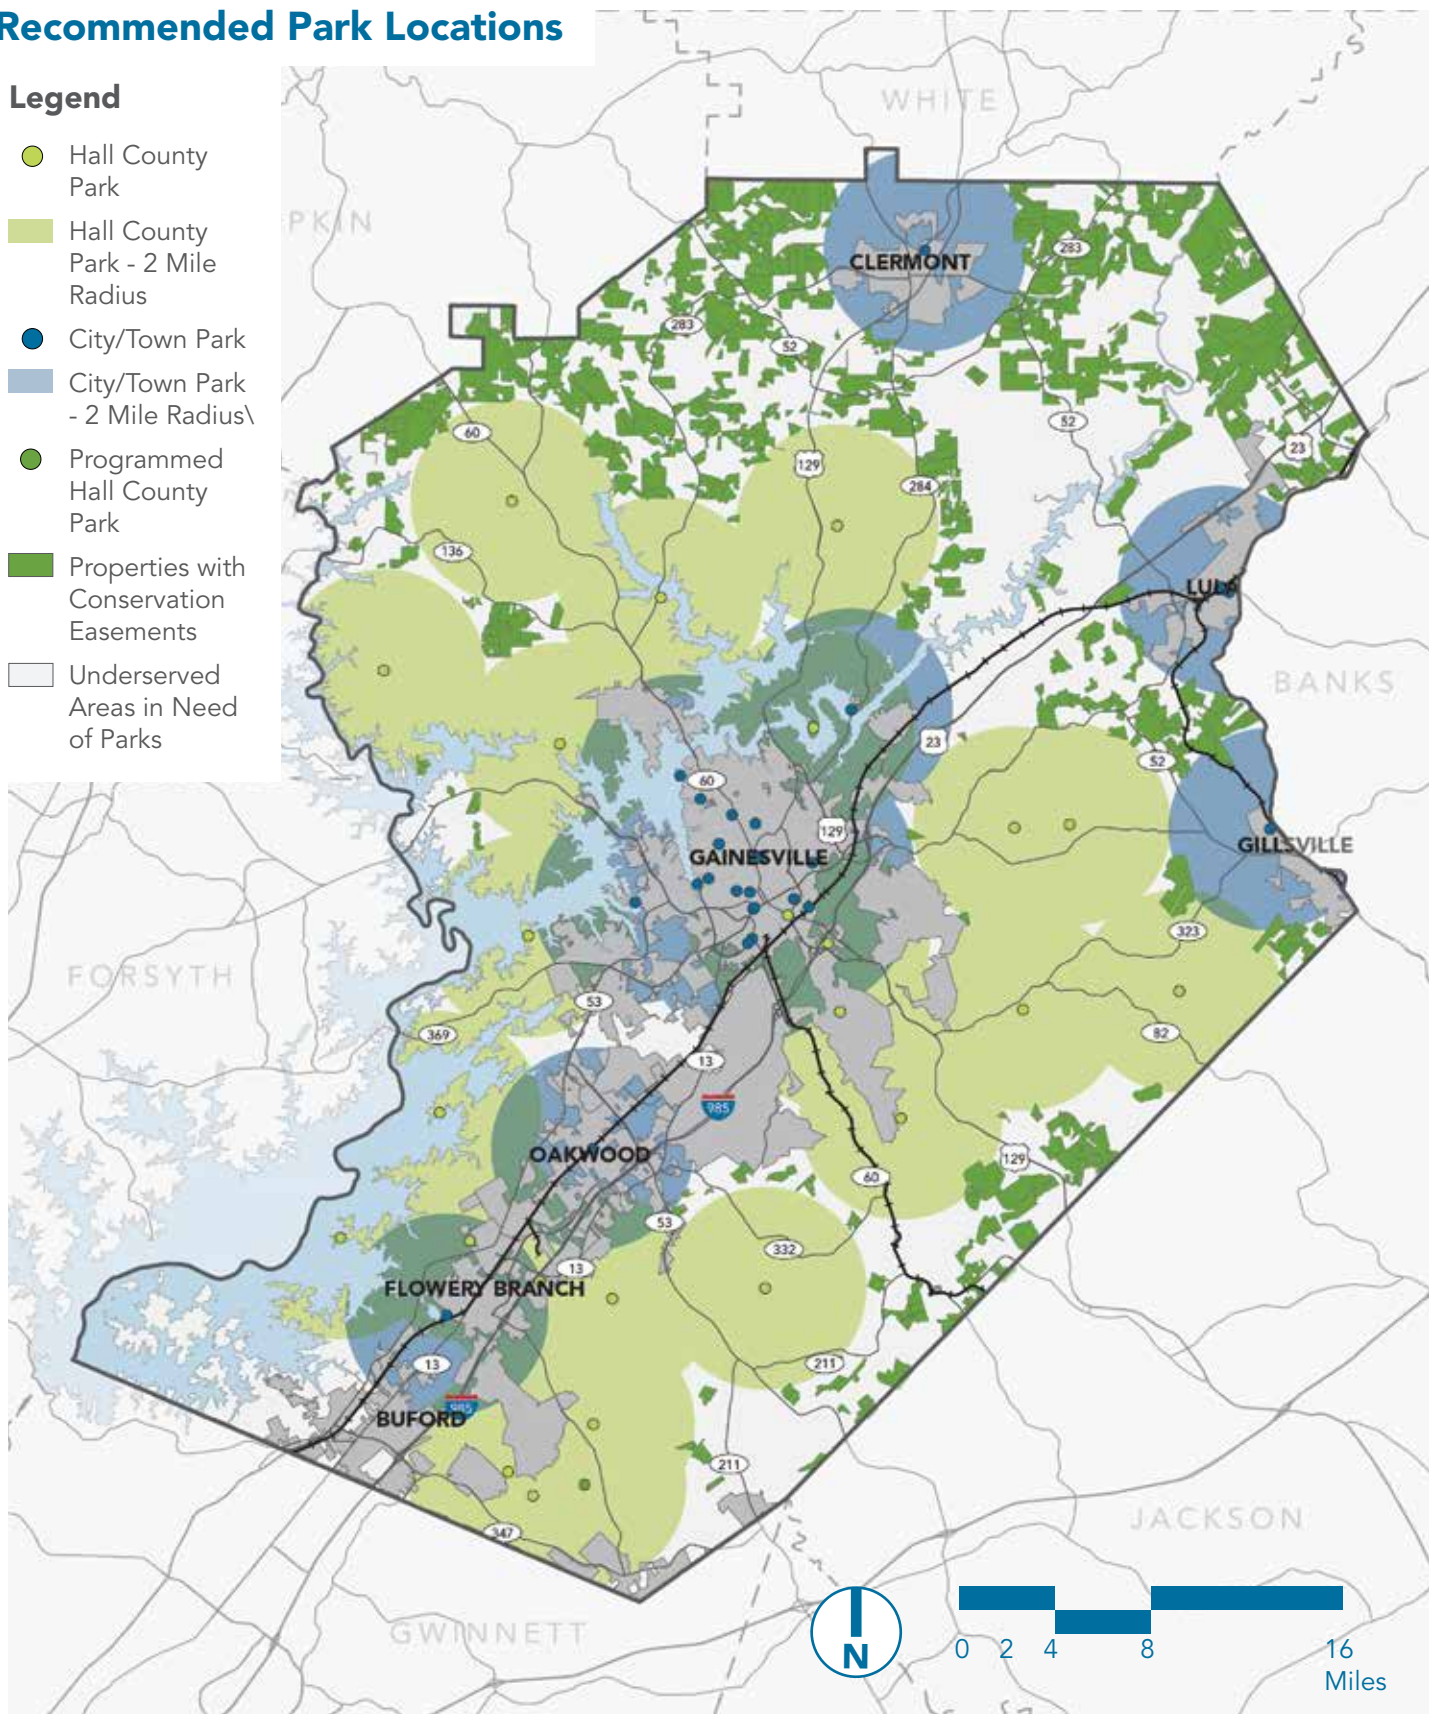 Recommended Park Locations
Legend
Hall County
Park
Hall County
Park - 2 Mile
Radius
City/Town Park
City/Town Park
- 2 Mile Radius\
Programmed
Hall County
Park
Properties with
Conservation
Easements
Underserved
Areas in Need
of Parks
WHITE
PKIN
CLERMONT
283
283
52
60
129
52
23
284
136
LULA
BANKS
23
52
60
129
GAINESVILLE
GILLSVILLE
323
FORSYTH
53
369
82
13
985
OAKWOOD
129
60
53
332
13
FLOWERY BRANCH
13
211
985
BUFORD
211
347
JACKSON
GWINNETT
N
0 2 4 8 16
Miles